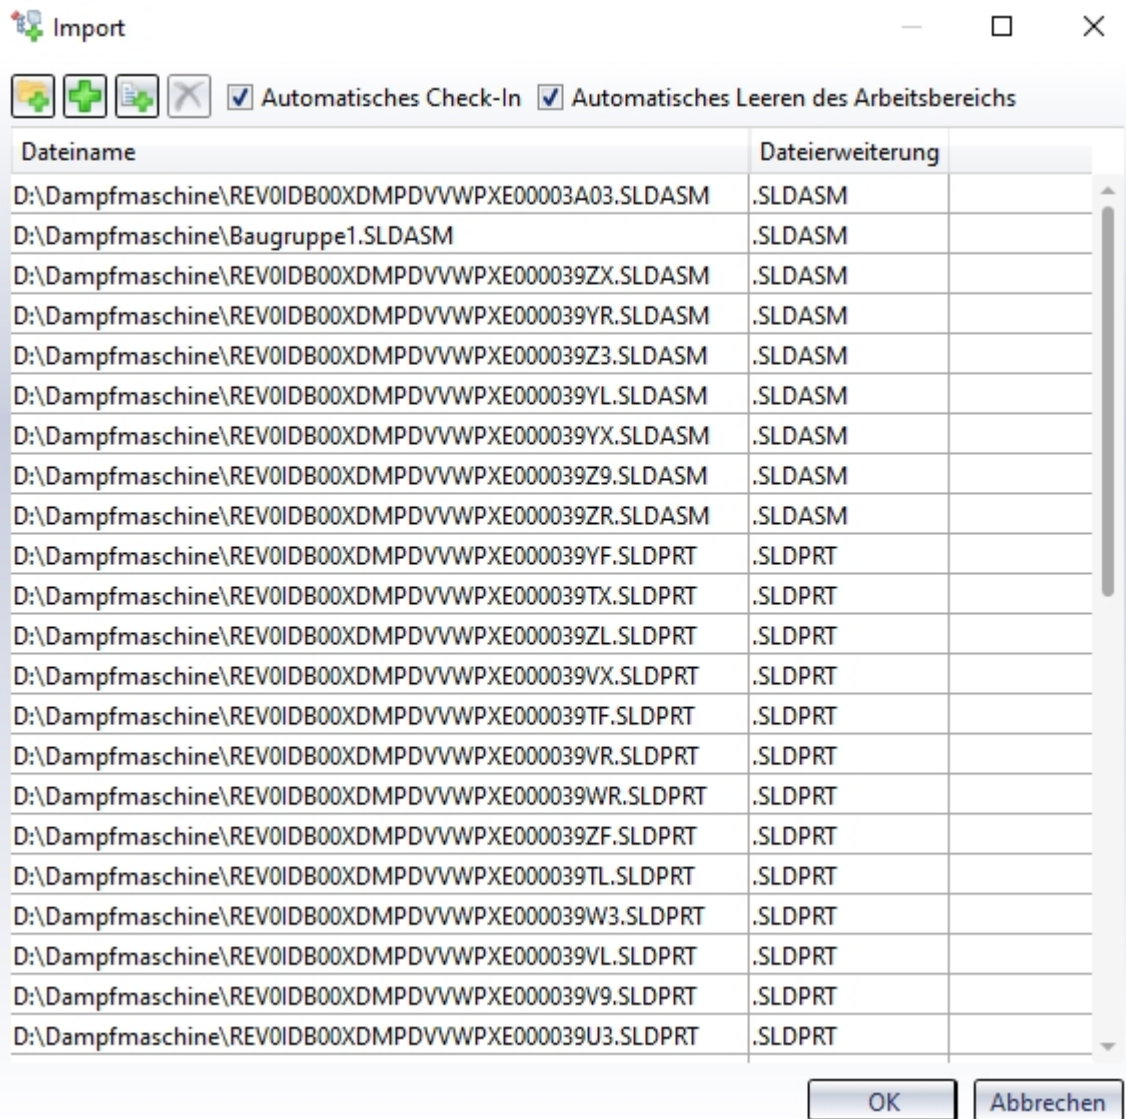 Import
Automatisches Check-In Automatisches Leeren des Arbeitsbereichs
Dateiname Dateierweiterung
D:\Dampfmaschine\REV0IDB00XDMPDVVWPXE00003A03.SLDASM .SLDASM
D:\Dampfmaschine\Baugruppe1.SLDASM .SLDASM
D:\Dampfmaschine\REV0IDB00XDMPDVVWPXE000039ZX.SLDASM .SLDASM
D:\Dampfmaschine\REV0IDB00XDMPDVVWPXE000039YR.SLDASM .SLDASM
D:\Dampfmaschine\REV0IDB00XDMPDVVWPXE000039Z3.SLDASM .SLDASM
D:\Dampfmaschine\REV0IDB00XDMPDVVWPXE000039YL.SLDASM .SLDASM
D:\Dampfmaschine\REV0IDB00XDMPDVVWPXE000039YX.SLDASM .SLDASM
D:\Dampfmaschine\REV0IDB00XDMPDVVWPXE000039Z9.SLDASM .SLDASM
D:\Dampfmaschine\REV0IDB00XDMPDVVWPXE000039ZR.SLDASM .SLDASM
D:\Dampfmaschine\REV0IDB00XDMPDVVWPXE000039YF.SLDPRT .SLDPRT
D:\Dampfmaschine\REV0IDB00XDMPDVVWPXE000039TX.SLDPRT .SLDPRT
D:\Dampfmaschine\REV0IDB00XDMPDVVWPXE000039ZL.SLDPRT .SLDPRT
D:\Dampfmaschine\REV0IDB00XDMPDVVWPXE000039VX.SLDPRT .SLDPRT
D:\Dampfmaschine\REV0IDB00XDMPDVVWPXE000039TF.SLDPRT .SLDPRT
D:\Dampfmaschine\REV0IDB00XDMPDVVWPXE000039VR.SLDPRT .SLDPRT
D:\Dampfmaschine\REV0IDB00XDMPDVVWPXE000039WR.SLDPRT .SLDPRT
D:\Dampfmaschine\REV0IDB00XDMPDVVWPXE000039ZF.SLDPRT .SLDPRT
D:\Dampfmaschine\REV0IDB00XDMPDVVWPXE000039TL.SLDPRT .SLDPRT
D:\Dampfmaschine\REV0IDB00XDMPDVVWPXE000039W3.SLDPRT .SLDPRT
D:\Dampfmaschine\REV0IDB00XDMPDVVWPXE000039VL.SLDPRT .SLDPRT
D:\Dampfmaschine\REV0IDB00XDMPDVVWPXE000039V9.SLDPRT .SLDPRT
D:\Dampfmaschine\REV0IDB00XDMPDVVWPXE000039U3.SLDPRT .SLDPRT
OK Abbrechen